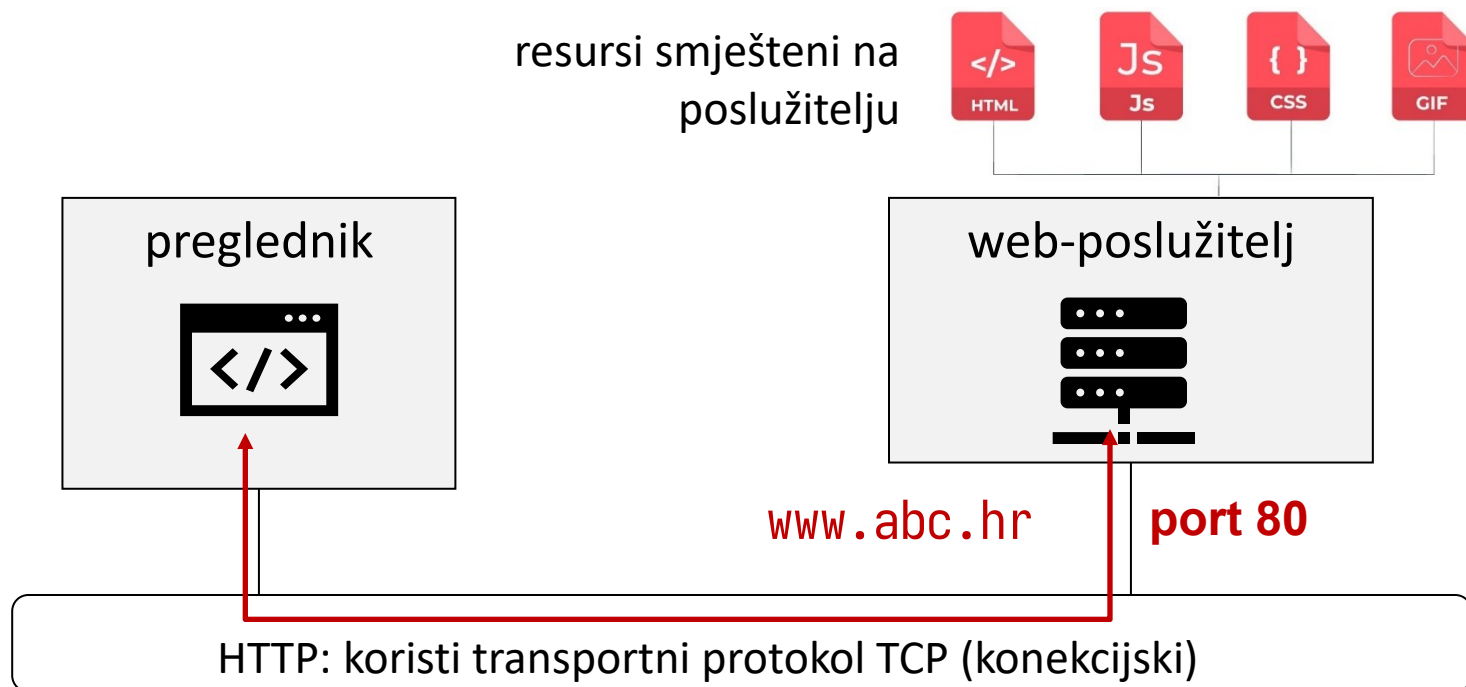 resursi smješteni na
poslužitelju
</>
HTML
Js
Js
{ }
CSS
GIF
preglednik
web-poslužitelj
</>
www.abc.hr
port 80
HTTP: koristi transportni protokol TCP (konekcijski)